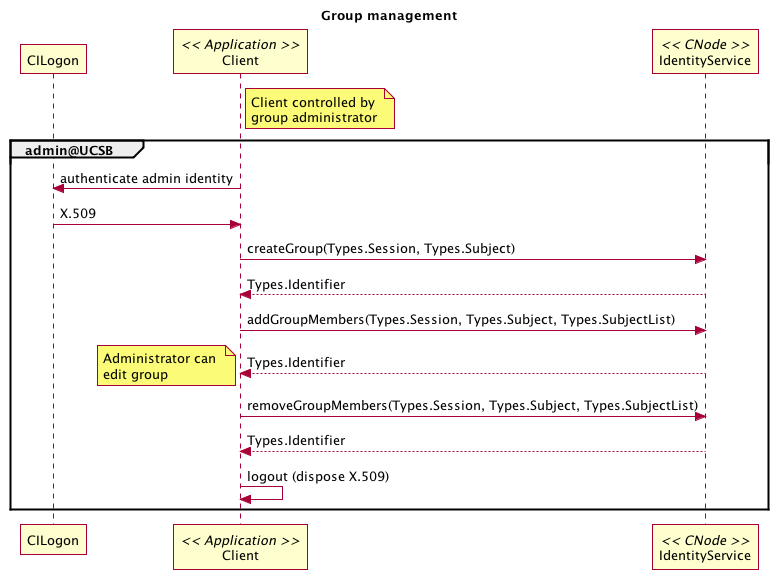 Group management
CILogon
<< Application >>
Client
<< CNode >>
IdentityService
Client controlled by
group administrator
admin@UCSB
authenticate admin identity
X.509
createGroup(Types.Session, Types.Subject)
Types.Identifier
addGroupMembers(Types.Session, Types.Subject, Types.SubjectList)
Administrator can
edit group
Types.Identifier
removeGroupMembers(Types.Session, Types.Subject, Types.SubjectList)
Types.Identifier
logout (dispose X.509)
CILogon
<< Application >>
Client
<< CNode >>
IdentityService